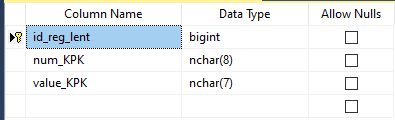 Column Name Data Type Allow Nulls
id_reg_lent bigint
num_KPK nchar(8)
value_KPK nchar(7)